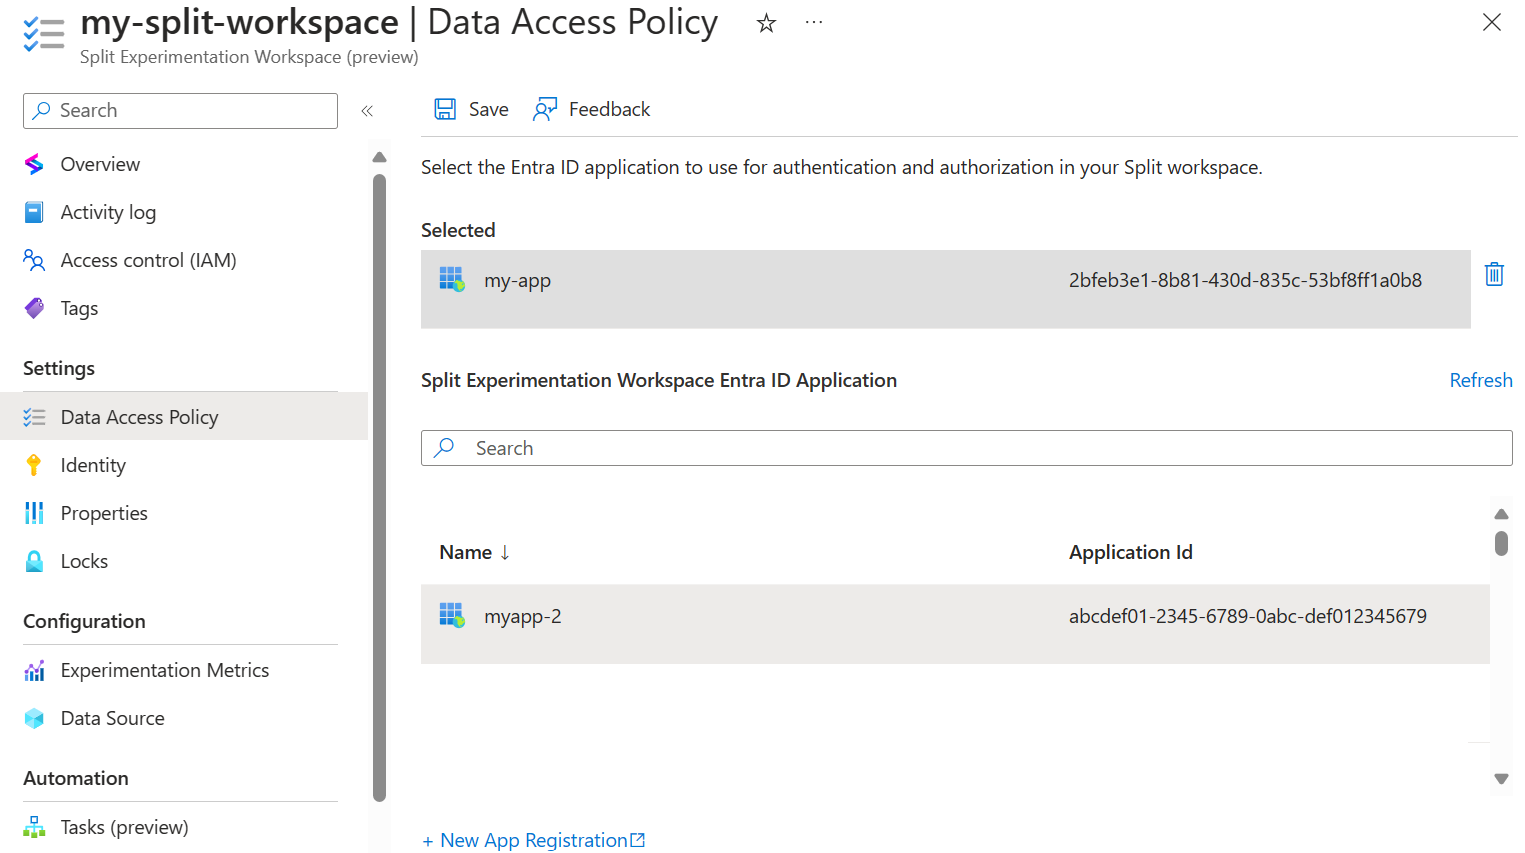 my-split-workspace | Data Access Policy
Split Experimentation Workspace (preview)
Search
Overview
Activity log
Access control (IAM)
Tags
Settings
Data Access Policy
Identity
Properties
Locks
Configuration
Experimentation Metrics
Data Source
Automation
Tasks (preview)
Save Feedback
Select the Entra ID application to use for authentication and authorization in your Split workspace.
Selected
my-app 2bfeb3e1-8b81-430d-835c-53bf8ff1a0b8
Split Experimentation Workspace Entra ID Application Refresh
Search
Name ↓ Application Id
myapp-2 abcdef01-2345-6789-0abc-def012345679
+ New App Registration